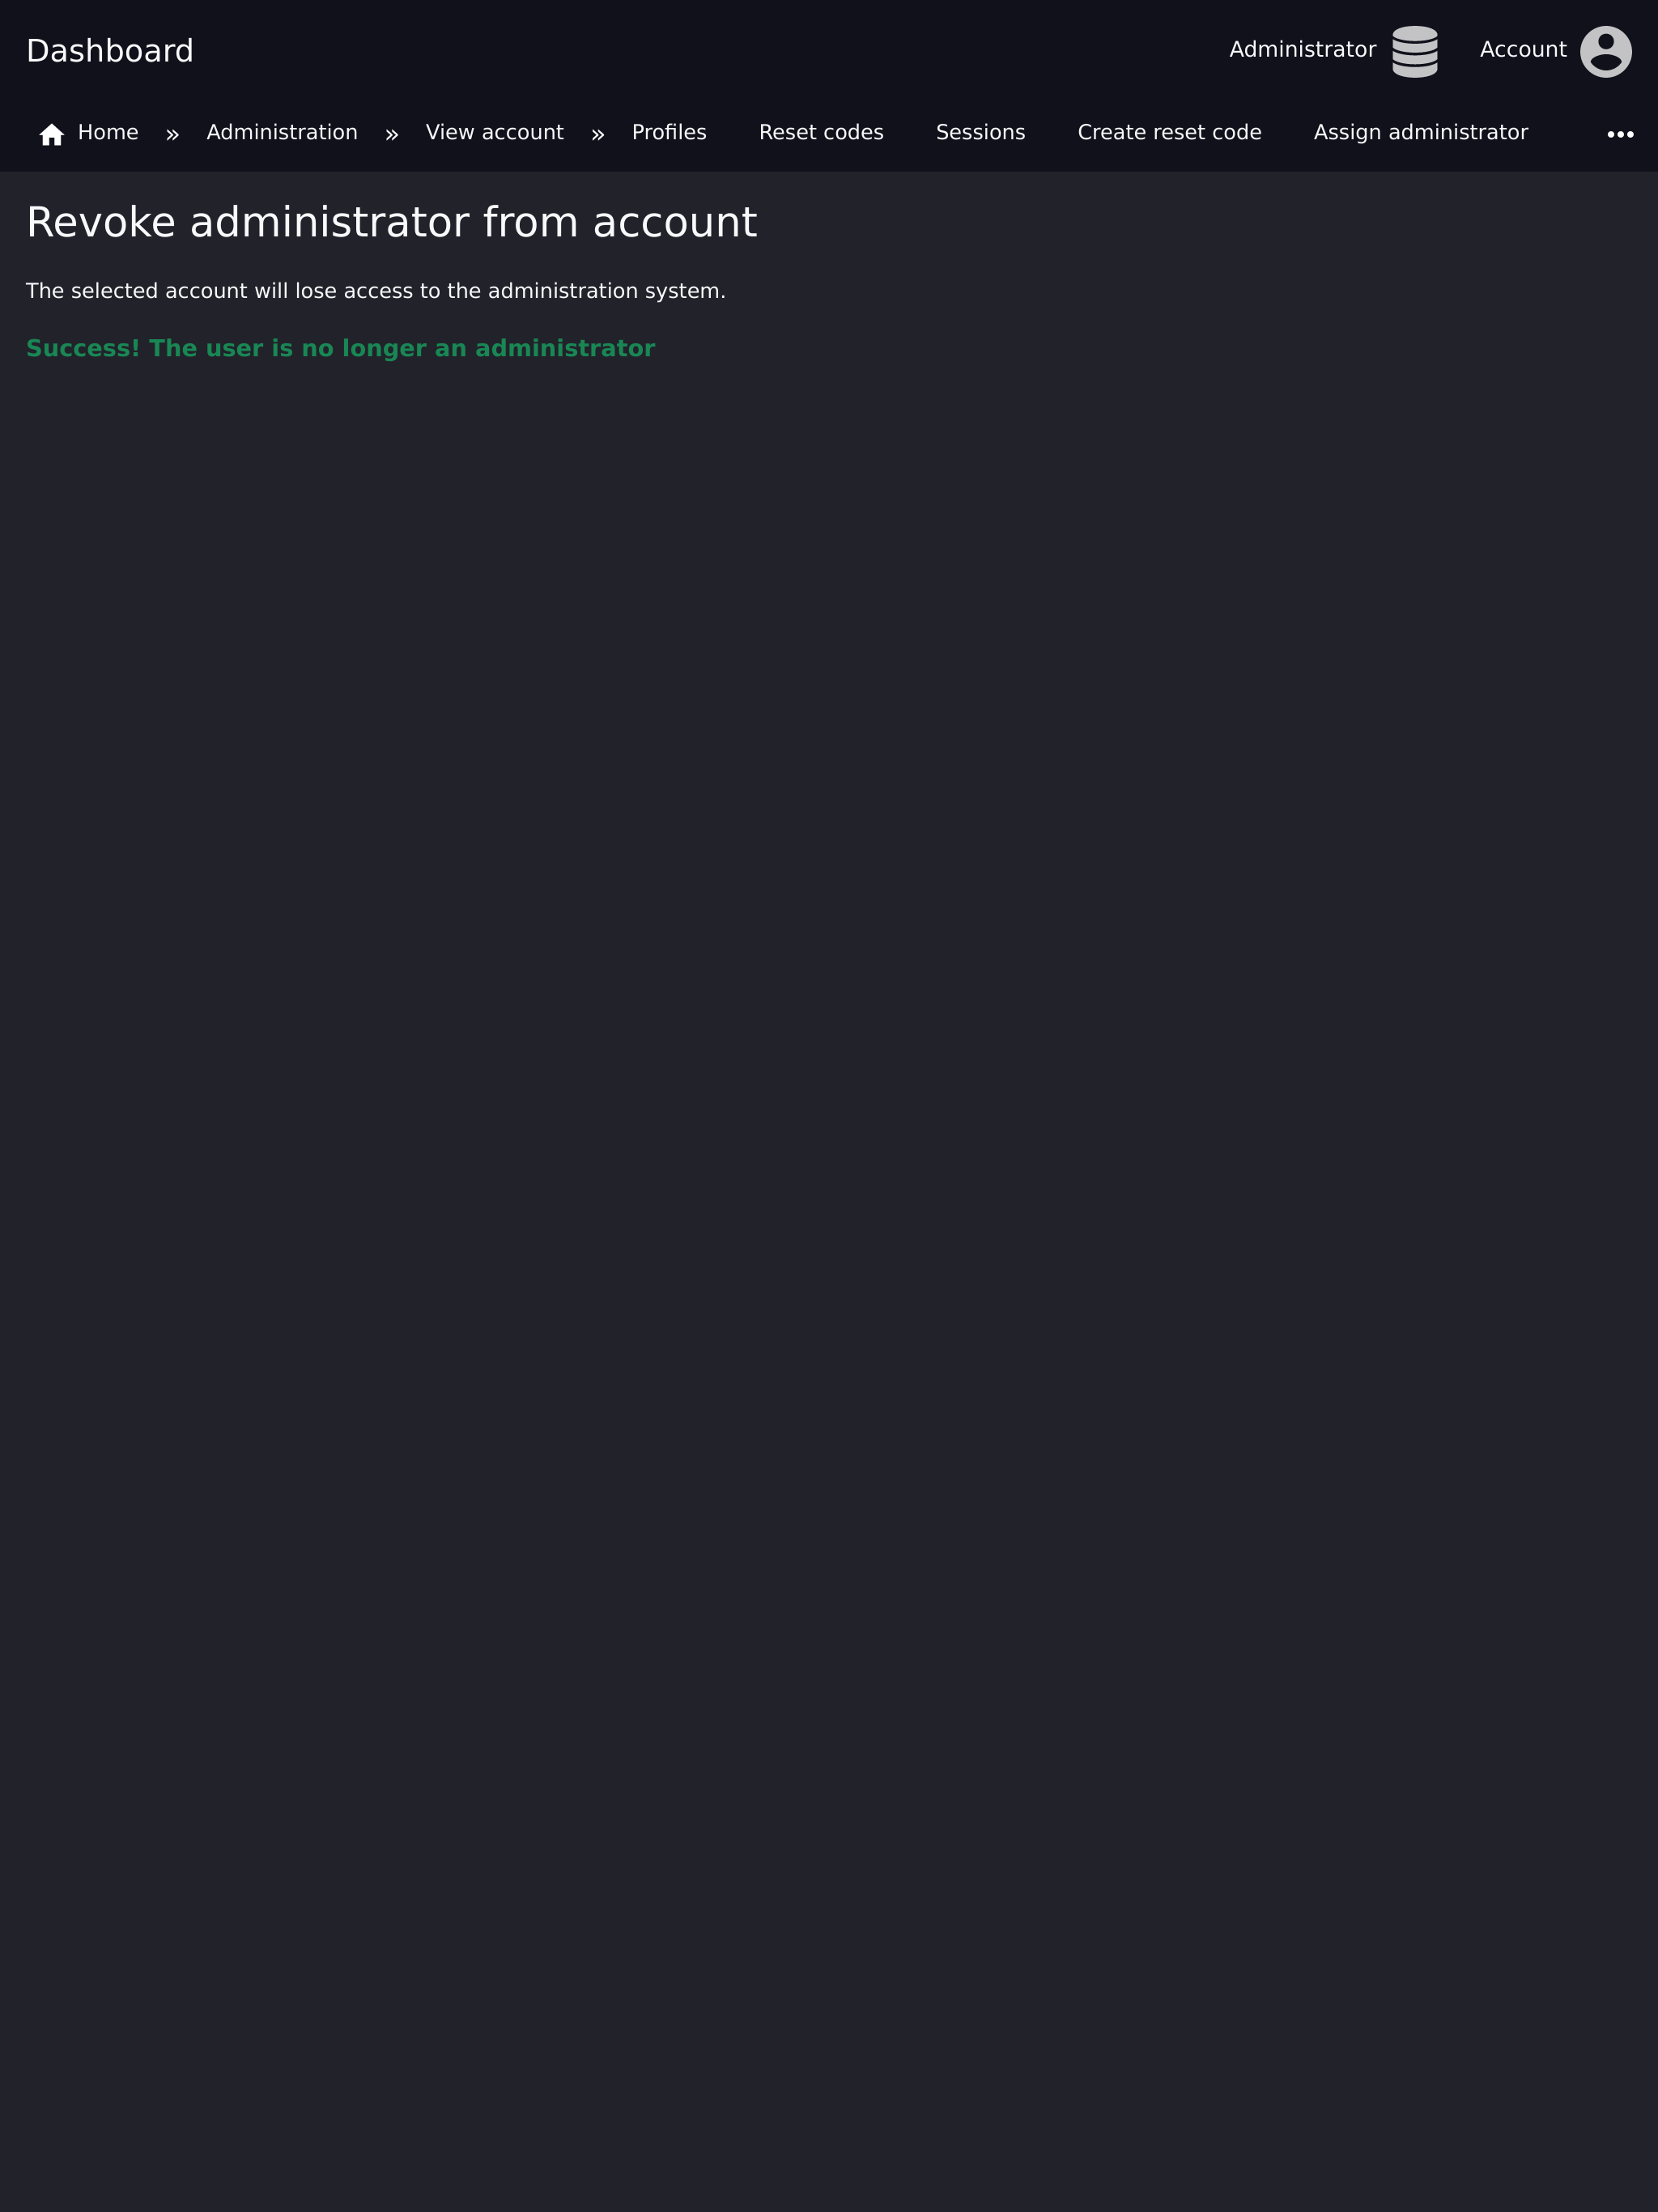 Dashboard
Administrator
Account
Home » Administration » View account » Profiles Reset codes Sessions Create reset code Assign administrator •••
Revoke administrator from account
The selected account will lose access to the administration system.
Success! The user is no longer an administrator